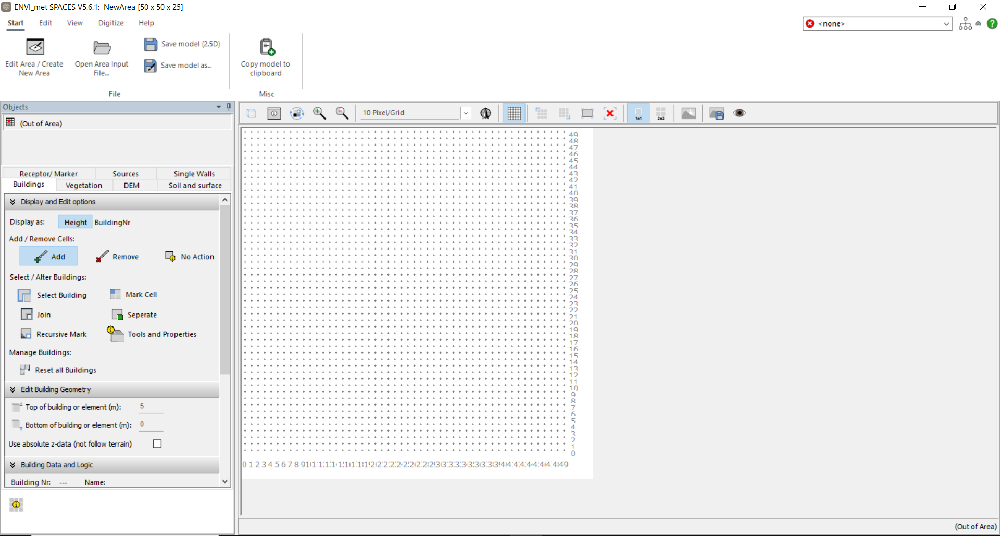 ENVI_met SPACES V5.6.1:  NewArea [50 x 50 x 25]
Start Edit View Digitize Help
<none>
Edit Area / Create
New Area
Open Area Input
File...
Save model (2.5D)
Save model as...
Copy model to
clipboard
File
Misc
Objects
(Out of Area)
10 Pixel/Grid
1x1
2x2
Receptor/ Marker Sources Single Walls
Buildings Vegetation DEM Soil and surface
Display and Edit options
Display as: Height BuildingNr
Add / Remove Cells:
Add Remove No Action
Select / Alter Buildings:
Select Building Mark Cell
Join Seperate
Recursive Mark Tools and Properties
Manage Buildings:
Reset all Buildings
Edit Building Geometry
Top of building or element (m): 5
Bottom of building or element (m): 0
Use absolute z-data (not follow terrain)
Building Data and Logic
Building Nr: --- Name:
49
48
47
46
45
44
43
42
41
40
39
38
37
36
35
34
33
32
31
30
29
28
27
26
25
24
23
22
21
20
19
18
17
16
15
14
13
12
11
10
9
8
7
6
5
4
3
2
1
0
0 1 2 3 4 5 6 7 8 9
49
(Out of Area)